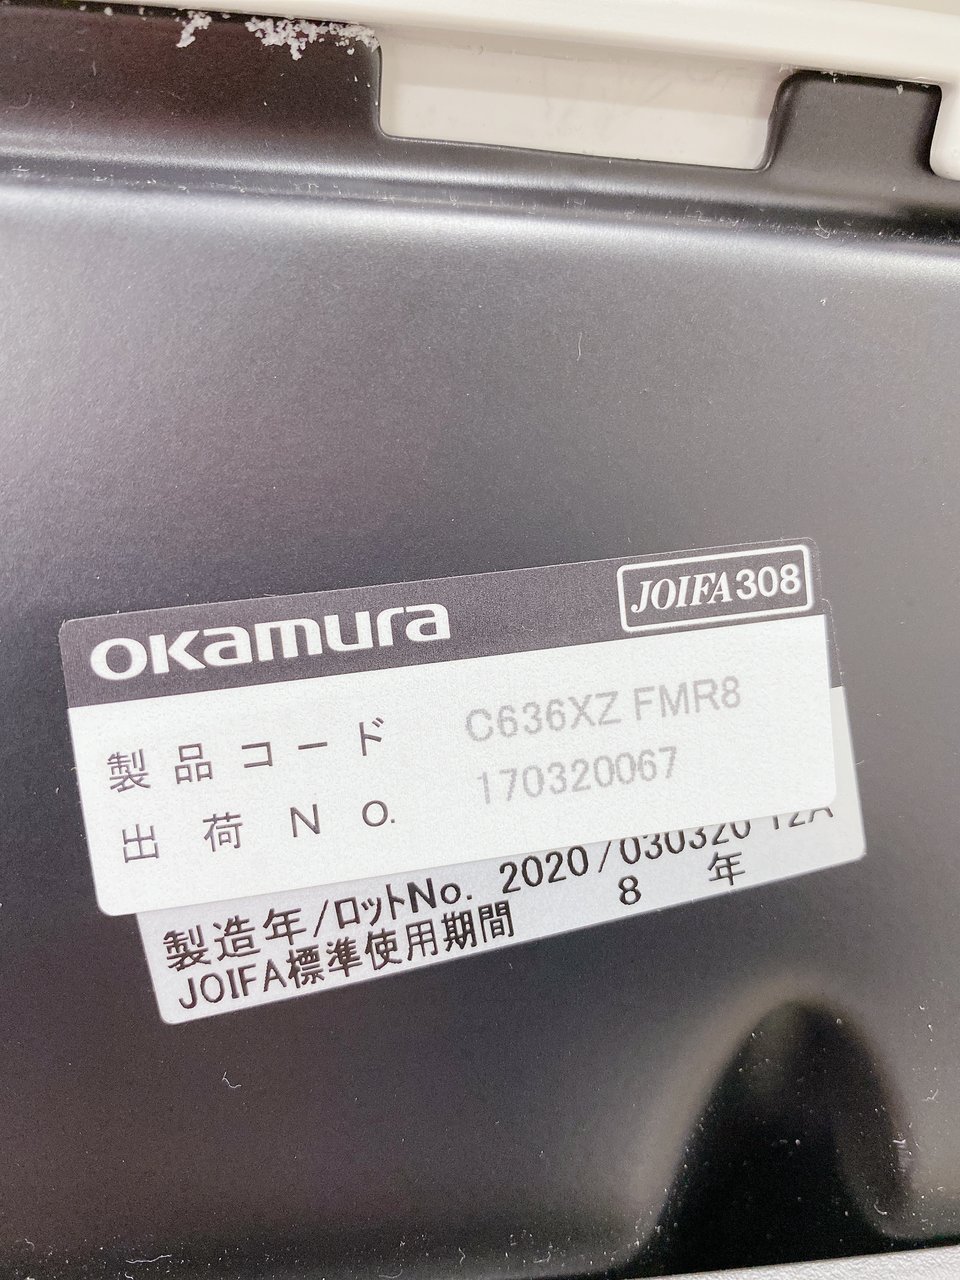 okamura
JOIFA308
製品コード C636XZ FMR8
出荷No. 170320067
製造年/ロットNo. 2020/030320 12A
JOIFA標準使用期間 8年